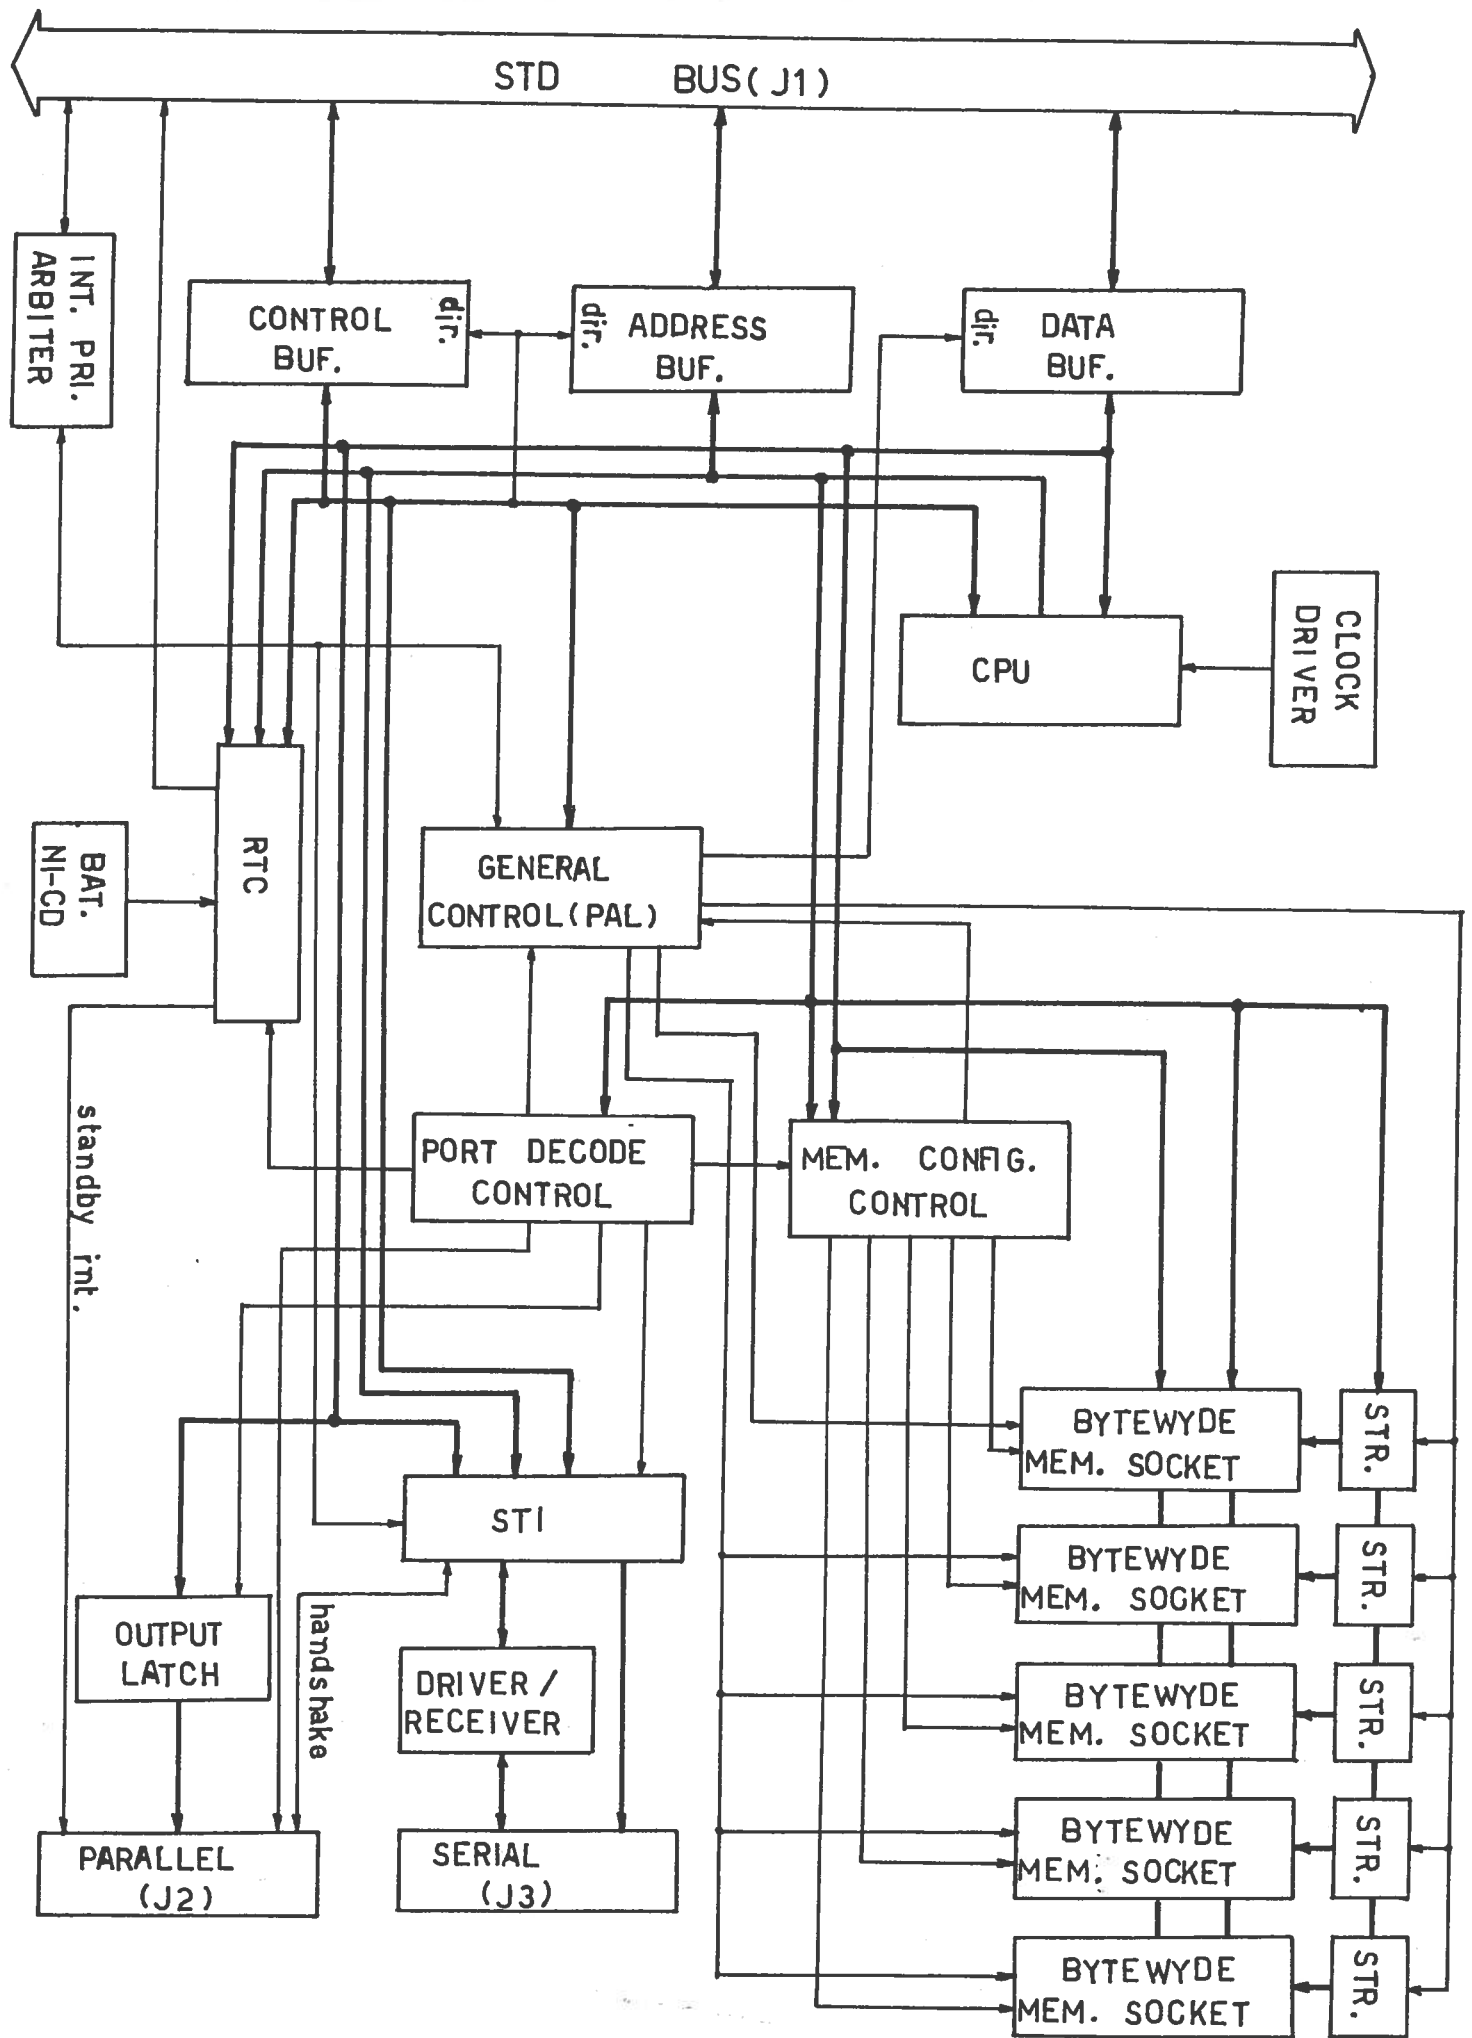 STD BUS(J1)
INT. PRI.
ARBITER
CONTROL
BUF.
dir.
dir.
ADDRESS
BUF.
dir.
DATA
BUF.
CLOCK
DRIVER
CPU
RTC
BAT.
NI-CD
GENERAL
CONTROL(PAL)
standby int.
PORT DECODE
CONTROL
MEM. CONFIG.
CONTROL
BYTEWYDE
MEM. SOCKET
STR.
STI
BYTEWYDE
MEM. SOCKET
STR.
OUTPUT
LATCH
handshake
DRIVER/
RECEIVER
BYTEWYDE
MEM. SOCKET
STR.
PARALLEL
(J2)
SERIAL
(J3)
BYTEWYDE
MEM. SOCKET
STR.
BYTEWYDE
MEM. SOCKET
STR.